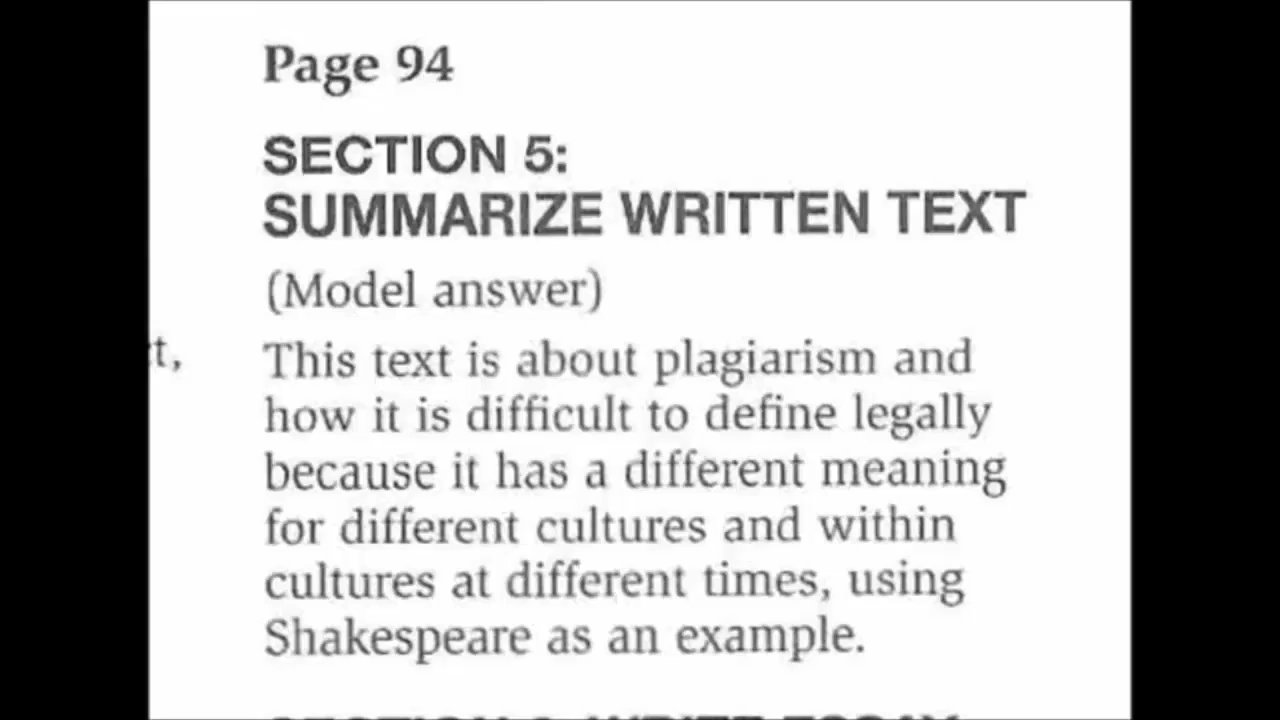 Page 94
SECTION 5:
SUMMARIZE WRITTEN TEXT
(Model answer)
This text is about plagiarism and
how it is difficult to define legally
because it has a different meaning
for different cultures and within
cultures at different times, using
Shakespeare as an example.